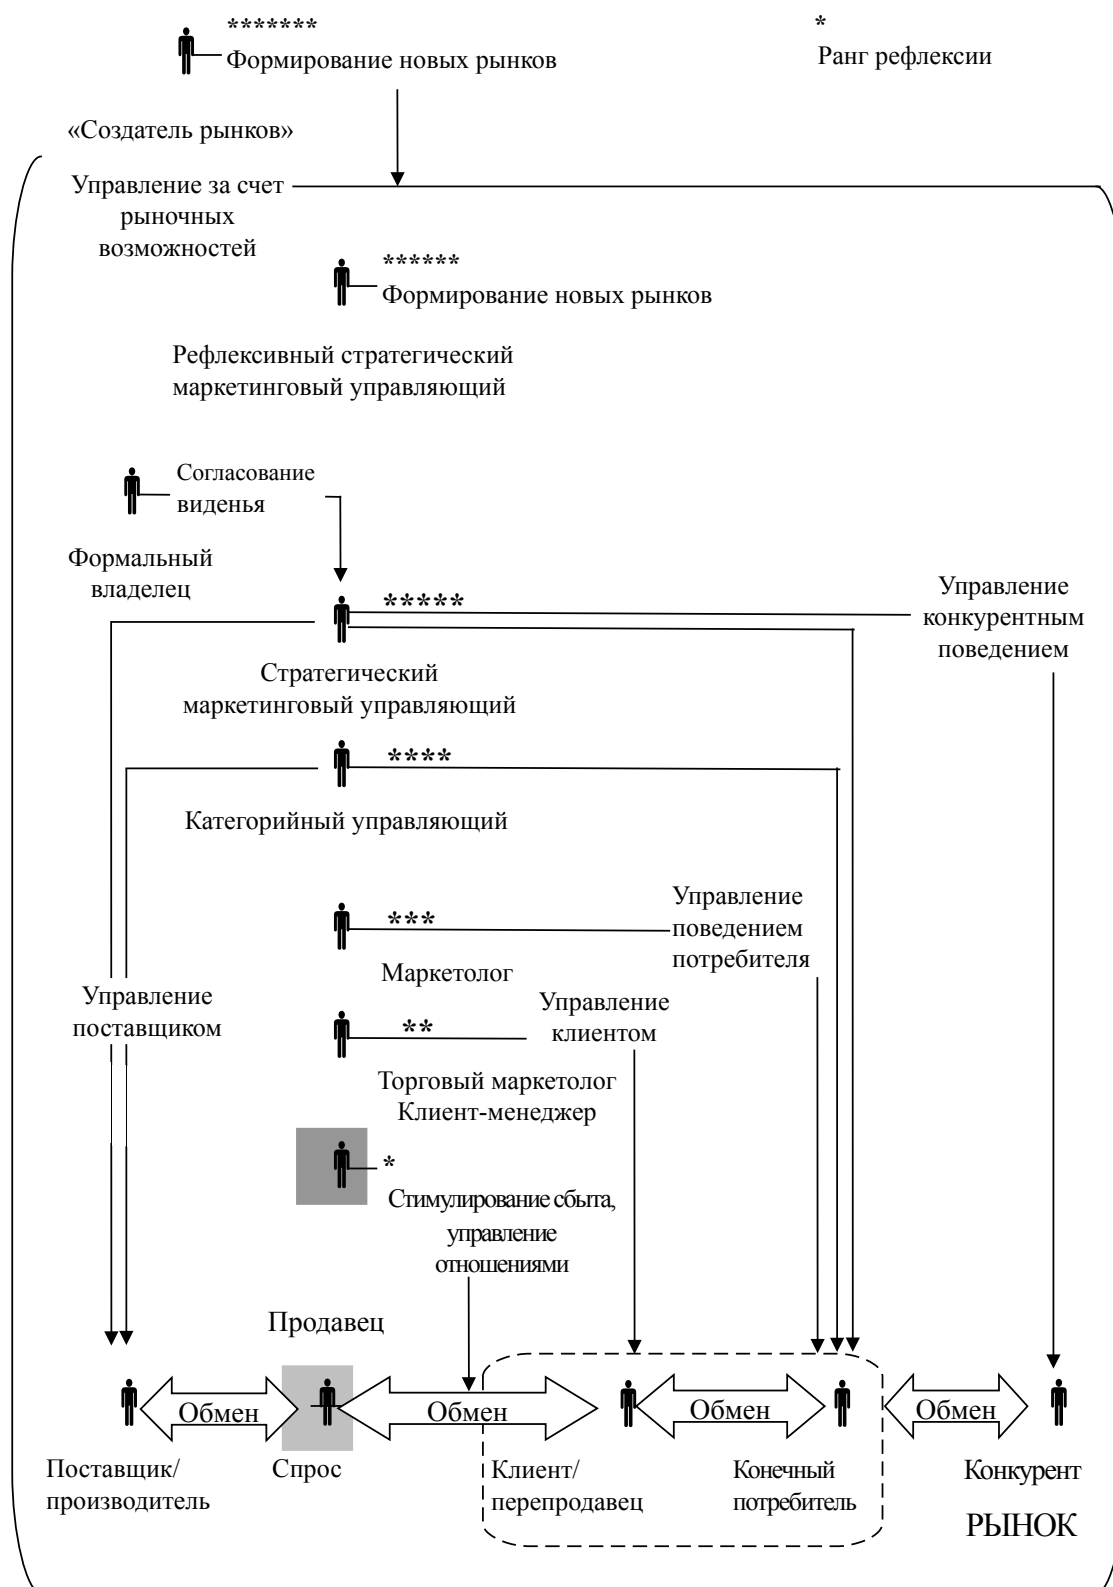 *******
Формирование новых рынков
*
Ранг рефлексии
«Создатель рынков»
Управление за счет
рыночных
возможностей
******
Формирование новых рынков
Рефлексивный стратегический
маркетинговый управляющий
Согласование
виденья
Формальный
владелец
*****
Управление
конкурентным
поведением
Стратегический
маркетинговый управляющий
****
Категорийный управляющий
***
Управление
поведением
потребителя
Маркетолог
Управление
поставщиком
**
Управление
клиентом
Торговый маркетолог
Клиент-менеджер
*
Стимулирование сбыта,
управление
отношениями
Продавец
Обмен
Обмен
Обмен
Обмен
Поставщик/
производитель
Спрос
Клиент/
перепродавец
Конечный
потребитель
Конкурент
РЫНОК